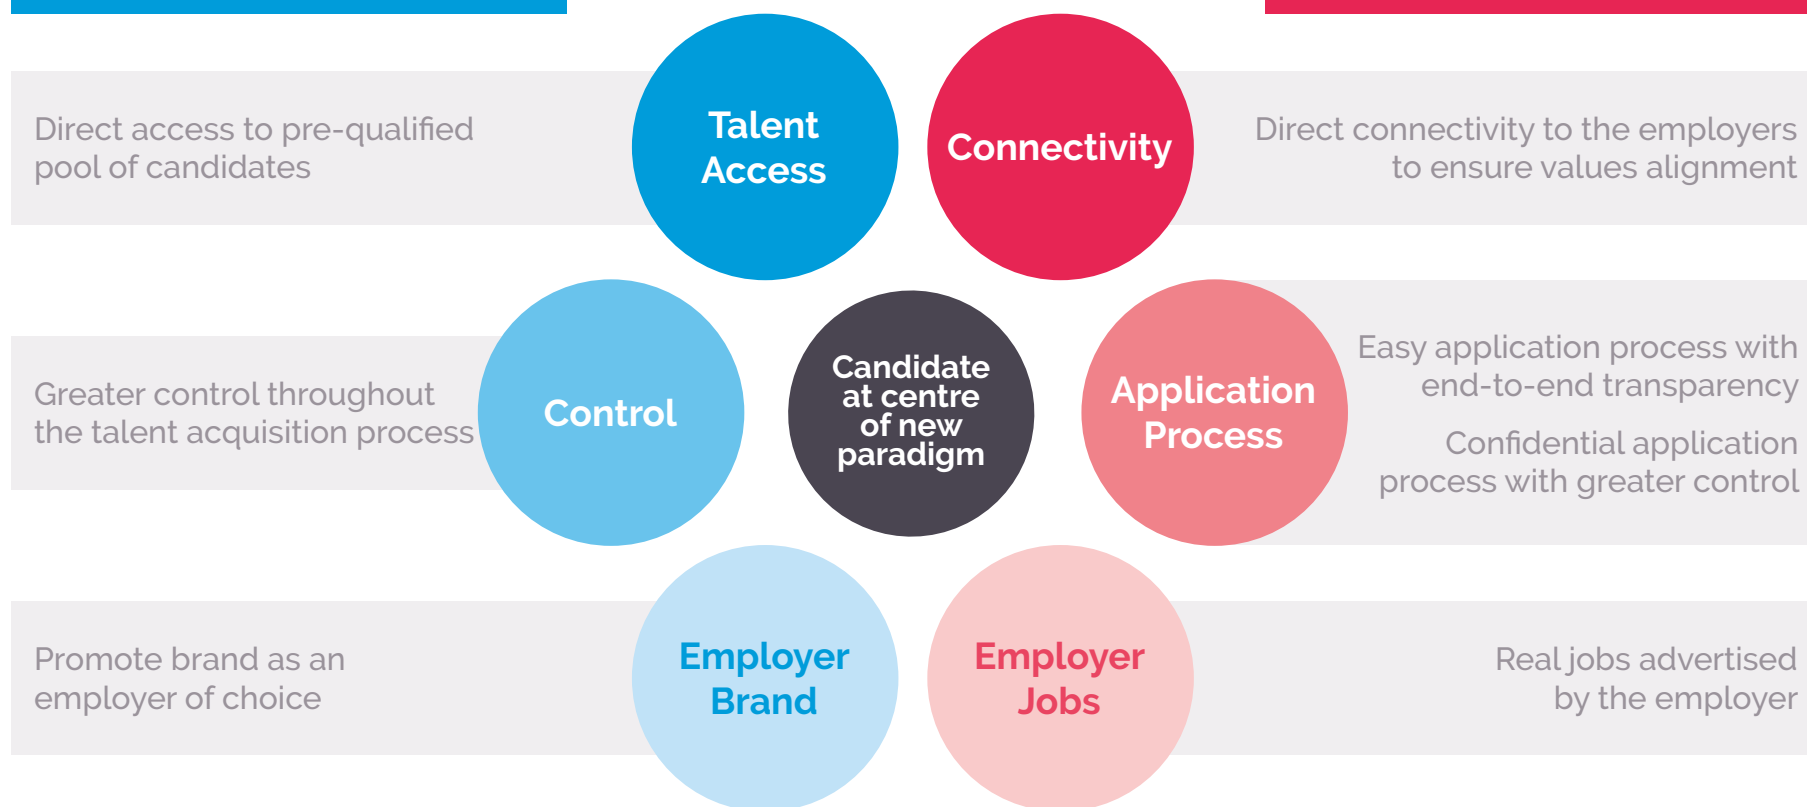 Direct access to pre-qualified
pool of candidates
Talent
Access
Connectivity
Direct connectivity to the employers
to ensure values alignment
Greater control throughout
the talent acquisition process
Control
Candidate
at centre
of new
paradigm
Application
Process
Easy application process with
end-to-end transparency
Confidential application
process with greater control
Promote brand as an
employer of choice
Employer
Brand
Employer
Jobs
Real jobs advertised
by the employer